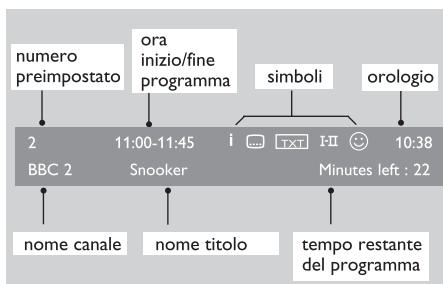 numero
preimpostato
ora
inizio/fine
programma
simboli
orologio
2 11:00-11:45 i TXT I-II 10:38
BBC 2 Snooker Minutes left : 22
nome canale
nome titolo
tempo restante
del programma